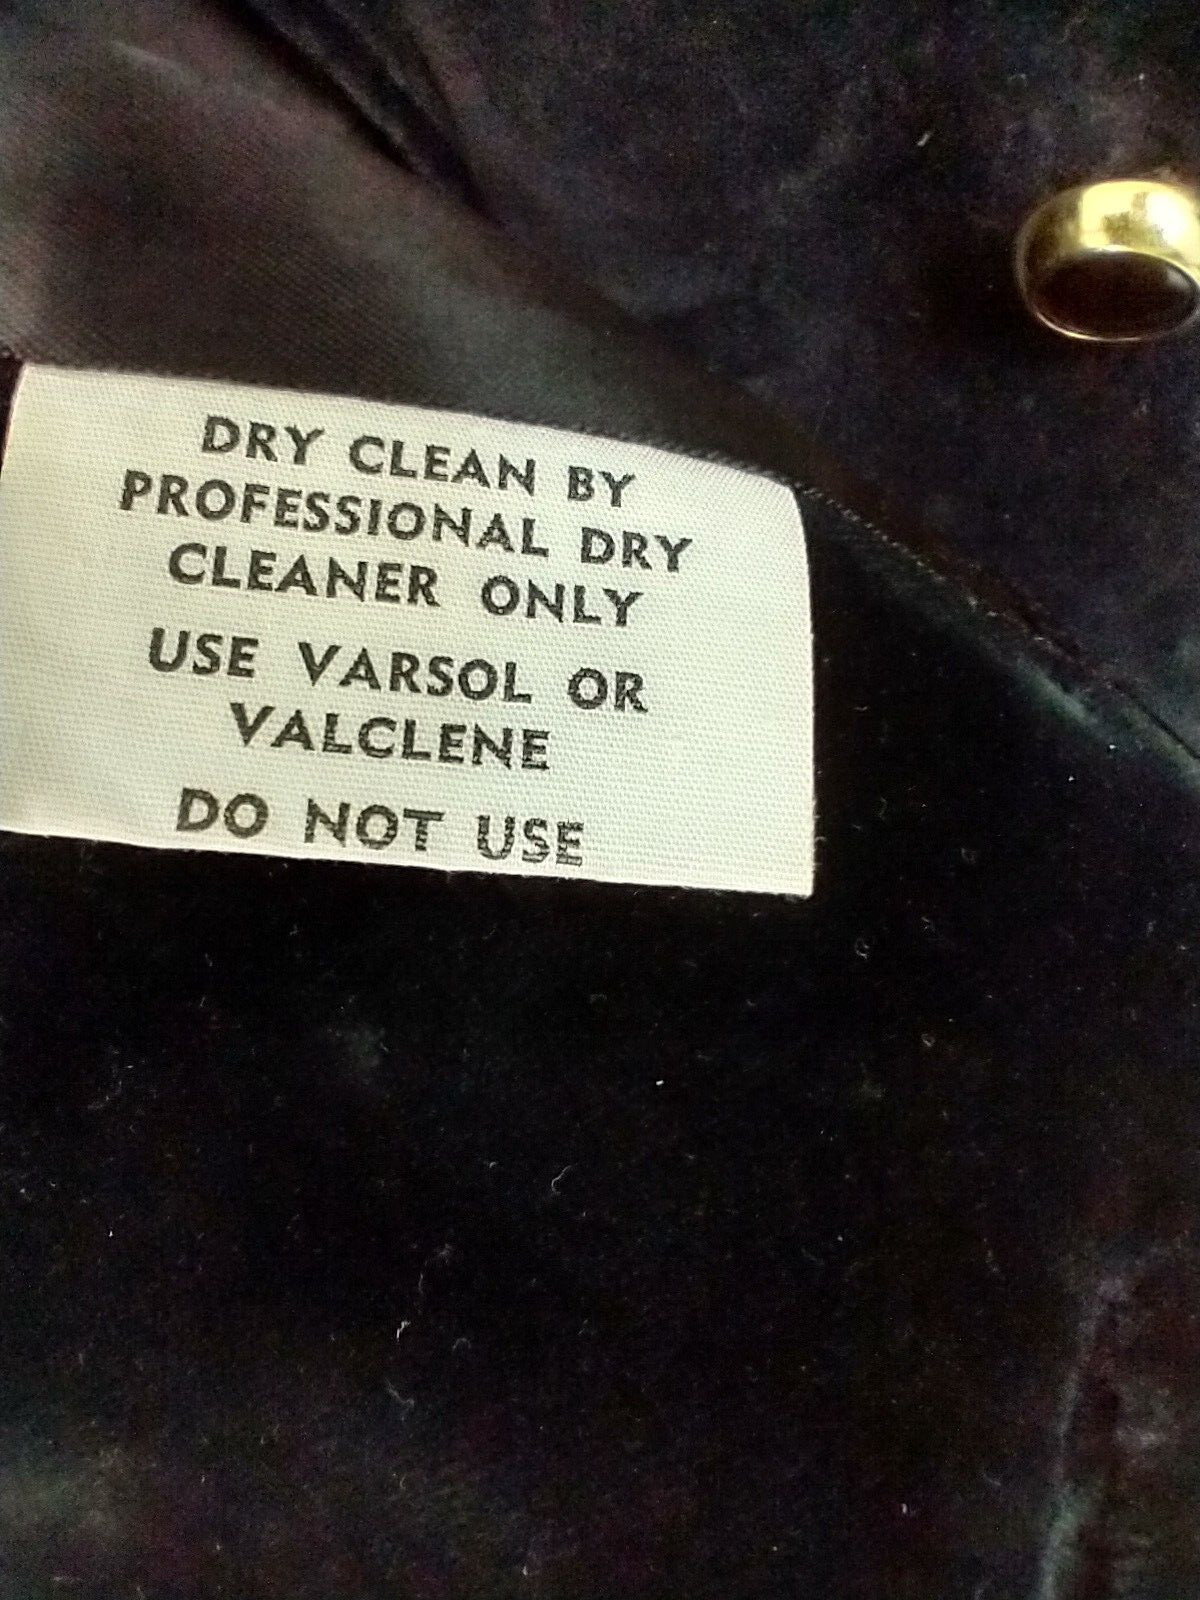 DRY CLEAN BY
PROFESSIONAL DRY
CLEANER ONLY
USE VARSOL OR
VALCLENE
DO NOT USE